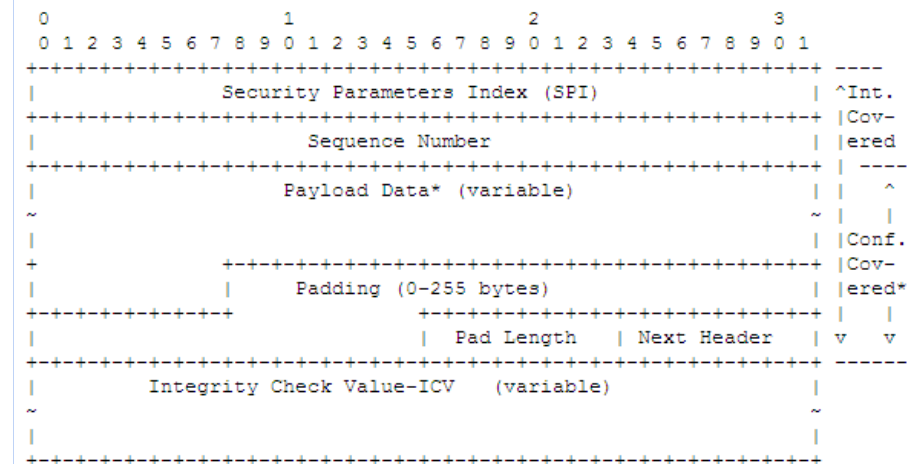 0                   1                   2                   3
 0 1 2 3 4 5 6 7 8 9 0 1 2 3 4 5 6 7 8 9 0 1 2 3 4 5 6 7 8 9 0 1
+-+-+-+-+-+-+-+-+-+-+-+-+-+-+-+-+-+-+-+-+-+-+-+-+-+-+-+-+-+-+-+-+ ----
|               Security Parameters Index (SPI)                 | ^Int.
+-+-+-+-+-+-+-+-+-+-+-+-+-+-+-+-+-+-+-+-+-+-+-+-+-+-+-+-+-+-+-+-+ |Cov-
|                      Sequence Number                          | |ered
+-+-+-+-+-+-+-+-+-+-+-+-+-+-+-+-+-+-+-+-+-+-+-+-+-+-+-+-+-+-+-+-+ | ----
|                    Payload Data* (variable)                   | |   ^
~                                                               ~ |   |
|                                                               | |Conf.
+               +-+-+-+-+-+-+-+-+-+-+-+-+-+-+-+-+-+-+-+-+-+-+-+-+ |Cov-
|               |     Padding (0-255 bytes)                     | |ered*
+-+-+-+-+-+-+-+-+               +-+-+-+-+-+-+-+-+-+-+-+-+-+-+-+-+ |   |
|                               |  Pad Length   | Next Header   | v   v
+-+-+-+-+-+-+-+-+-+-+-+-+-+-+-+-+-+-+-+-+-+-+-+-+-+-+-+-+-+-+-+-+ ------
|         Integrity Check Value-ICV   (variable)                |
~                                                               ~
|                                                               |
+-+-+-+-+-+-+-+-+-+-+-+-+-+-+-+-+-+-+-+-+-+-+-+-+-+-+-+-+-+-+-+-+